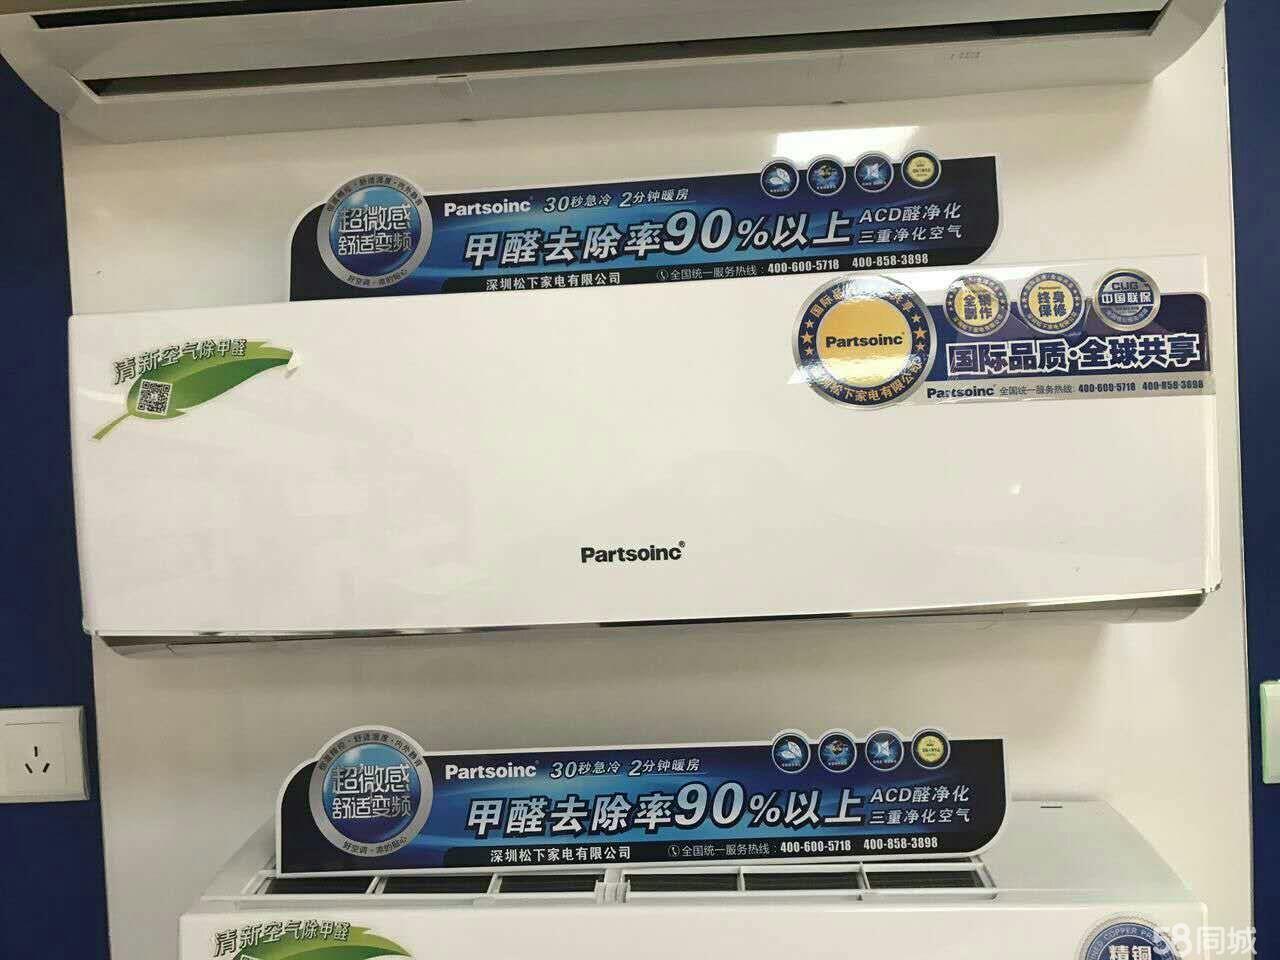 超微感
舒适变频
Partsoinc 30秒急冷 2分钟暖房
甲醛去除率90%以上
ACD醛净化
三重净化空气
深圳松下家电有限公司
全国统一服务热线：400-600-5718 400-858-3898
清新空气除甲醛
Partsoinc
全铜
制作
终身
保修
CUG
中国联保
国际品质·全球共享
Partsoinc 全国统一服务热线：400-600-5718 400-858-3898
Partsoinc®
超微感
舒适变频
好空调·添的贴心
Partsoinc 30秒急冷 2分钟暖房
甲醛去除率90%以上
ACD醛净化
三重净化空气
深圳松下家电有限公司
全国统一服务热线：400-600-5718 400-858-3898
清新空气除甲醛
精铜
58同城